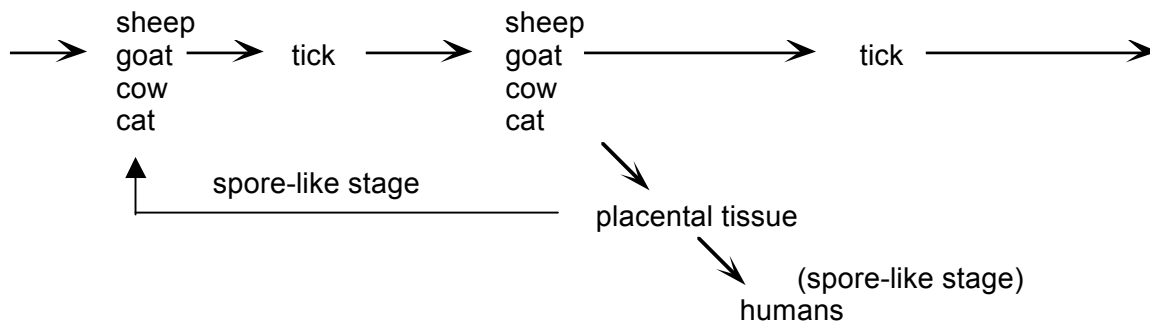 sheep
goat
cow
cat
tick
sheep
goat
cow
cat
tick
spore-like stage
placental tissue
(spore-like stage)
humans